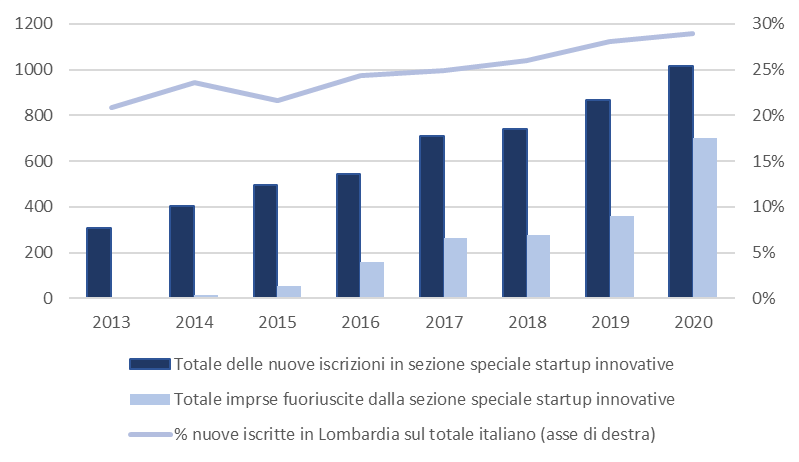 1200 30%
1000 25%
800 20%
600 15%
400 10%
200 5%
0 0%
2013 2014 2015 2016 2017 2018 2019 2020
Totale delle nuove iscrizioni in sezione speciale startup innovative
Totale imprse fuoriuscite dalla sezione speciale startup innovative
% nuove iscritte in Lombardia sul totale italiano (asse di destra)